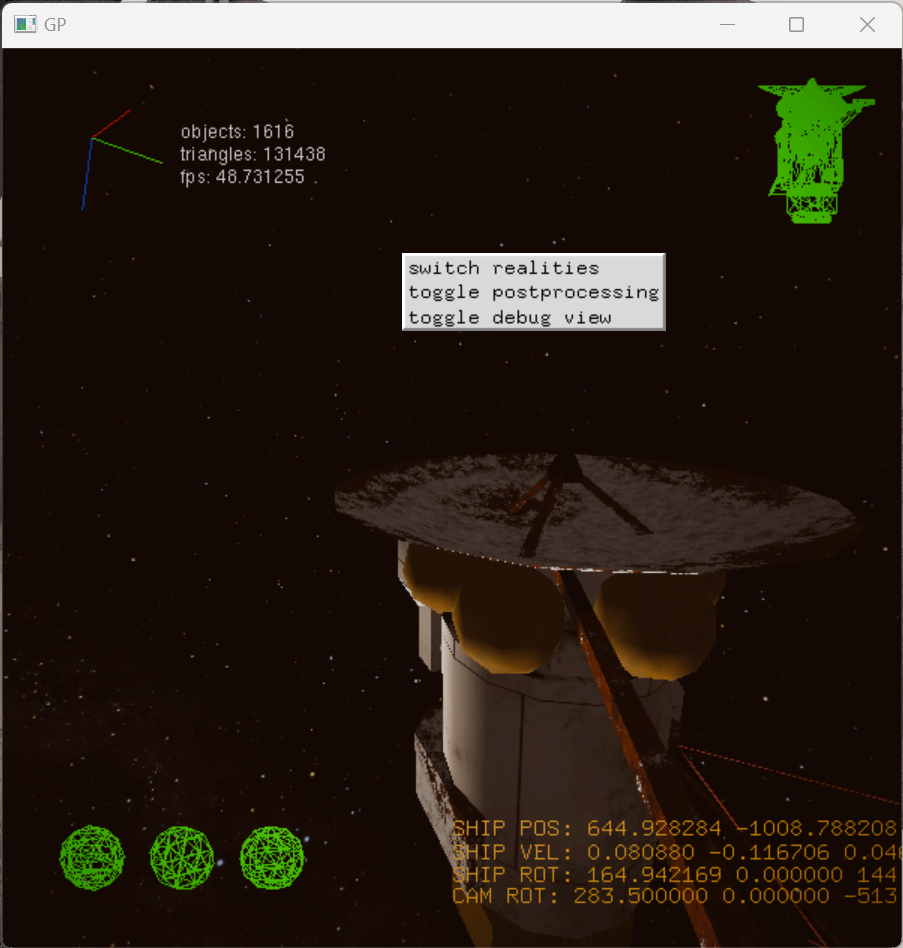 GP
objects: 1616
triangles: 131438
fps: 48.731255
switch realities
toggle postprocessing
toggle debug view
SHIP POS: 644.928284 -1008.788208
SHIP VEL: 0.080880 -0.116706 0.04
SHIP ROT: 164.942169 0.000000 144
CAM ROT: 283.500000 0.000000 -513